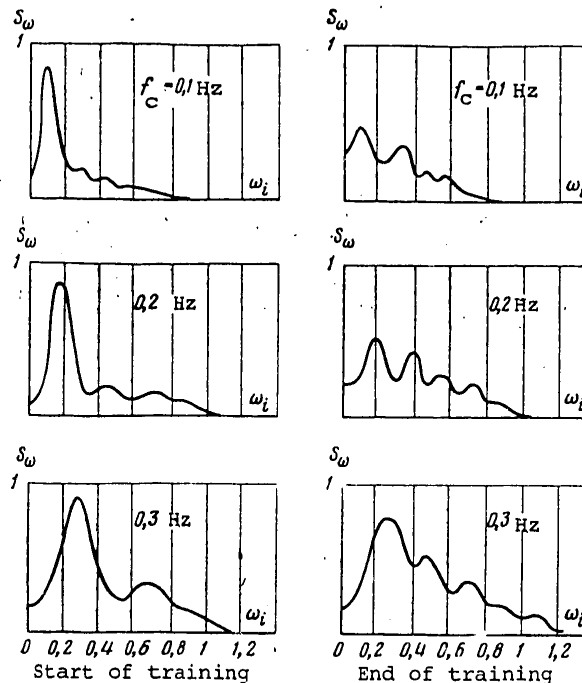 Sω Sω
1 1
fc =0,1 Hz fc =0,1 Hz
ωi ωi
Sω Sω
1 1
0,2 Hz 0,2 Hz
ωi ωi
Sω Sω
1 1
0,3 Hz 0,3 Hz
ωi ωi
0 0,2 0,4 0,6 0,8 1 1,2 0 0,2 0,4 0,6 0,8 1 1,2
Start of training End of training